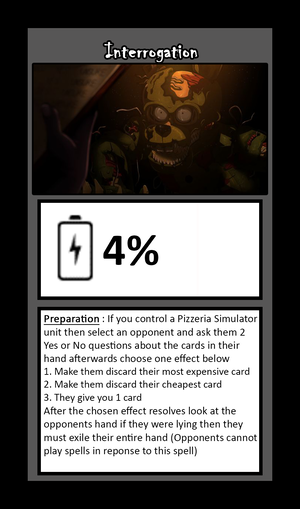 Interrogation
4%
Preparation : If you control a Pizzeria Simulator
unit then select an opponent and ask them 2
Yes or No questions about the cards in their
hand afterwards choose one effect below
1. Make them discard their most expensive card
2. Make them discard their cheapest card
3. They give you 1 card
After the chosen effect resolves look at the
opponents hand if they were lying then they
must exile their entire hand (Opponents cannot
play spells in reponse to this spell)